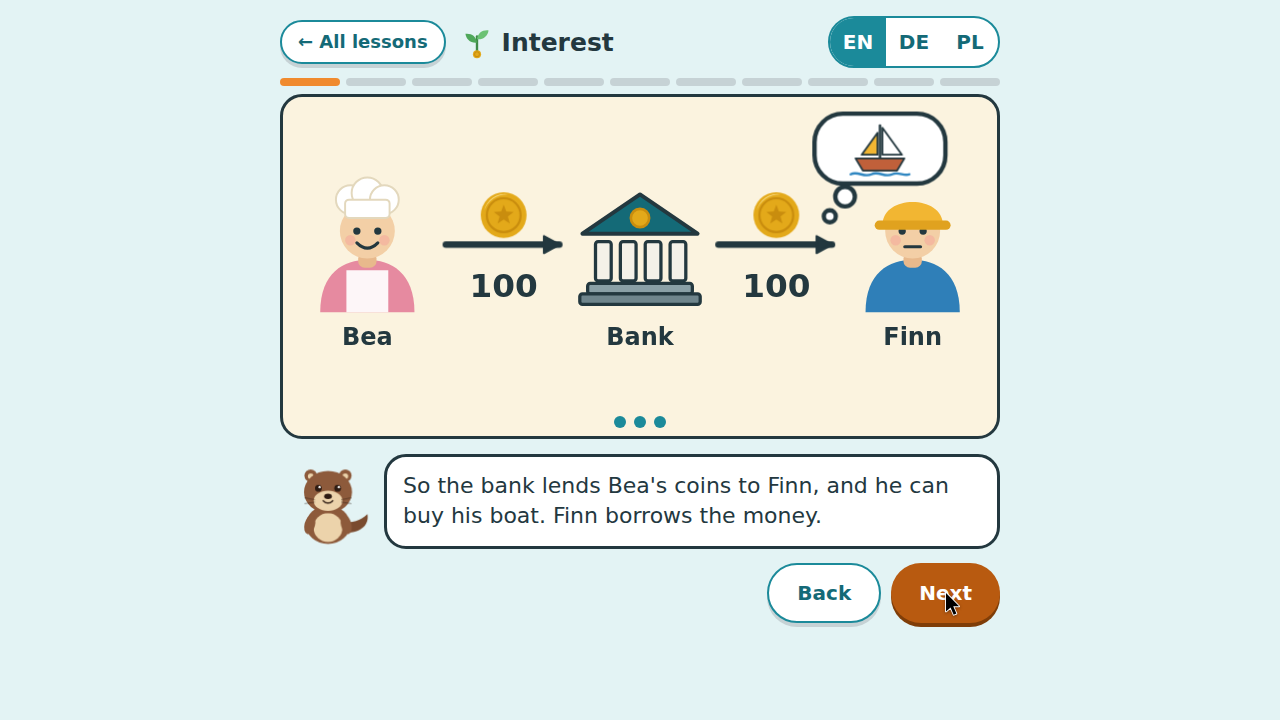 ← All lessons
Interest
EN DE PL
100
100
Bea
Bank
Finn
So the bank lends Bea's coins to Finn, and he can
buy his boat. Finn borrows the money.
Back
Next